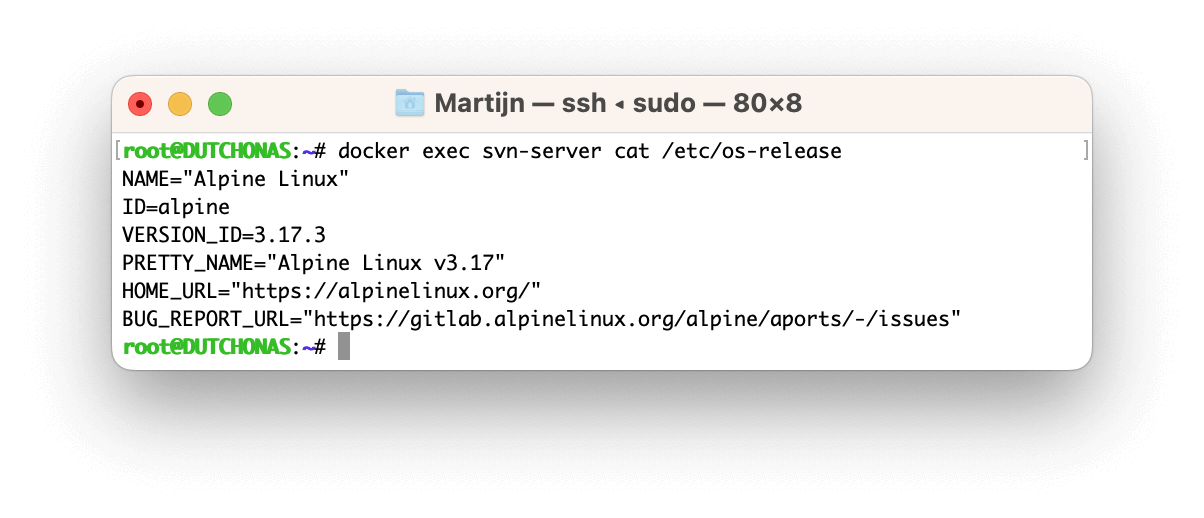 Martijn — ssh ◂ sudo — 80×8
[root@DUTCHONAS:~# docker exec svn-server cat /etc/os-release ]
NAME="Alpine Linux"
ID=alpine
VERSION_ID=3.17.3
PRETTY_NAME="Alpine Linux v3.17"
HOME_URL="https://alpinelinux.org/"
BUG_REPORT_URL="https://gitlab.alpinelinux.org/alpine/aports/-/issues"
root@DUTCHONAS:~#